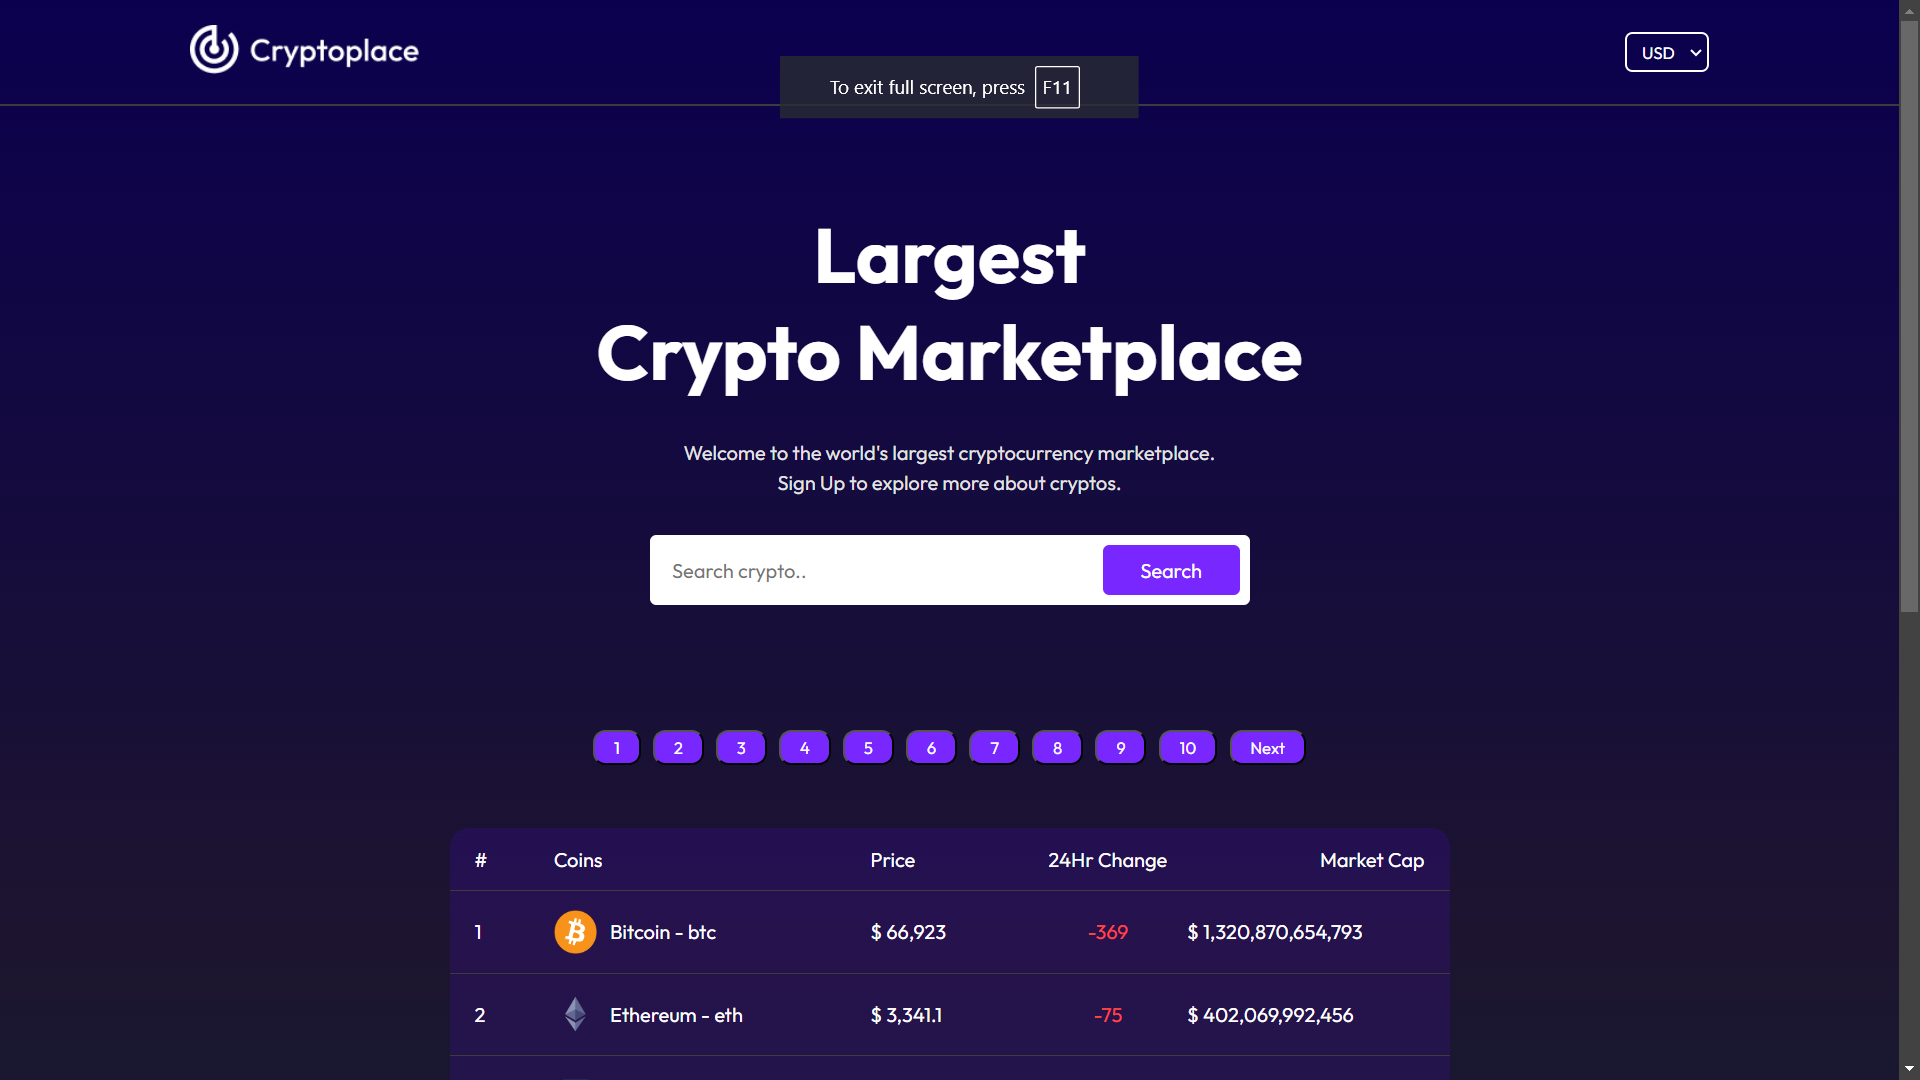 Cryptoplace
USD
To exit full screen, press F11
Largest
Crypto Marketplace
Welcome to the world's largest cryptocurrency marketplace.
Sign Up to explore more about cryptos.
Search crypto..
Search
1 2 3 4 5 6 7 8 9 10 Next
# Coins Price 24Hr Change Market Cap
1 Bitcoin - btc $ 66,923 -369 $ 1,320,870,654,793
2 Ethereum - eth $ 3,341.1 -75 $ 402,069,992,456